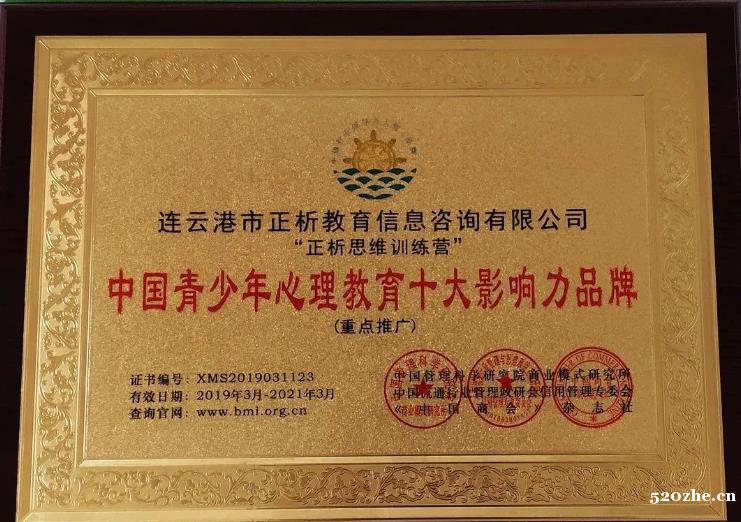 连云港市正析教育信息咨询有限公司
“正析思维训练营”
中国青少年心理教育十大影响力品牌
(重点推广)
证书编号：XMS2019031123
有效日期：2019年3月-2021年3月
查询官网：www.bmi.org.cn
中国管理科学研究院商业模式研究所
中国流通行业管理政研会信用管理专委会
《中国商会》杂志社
520zhe.cn